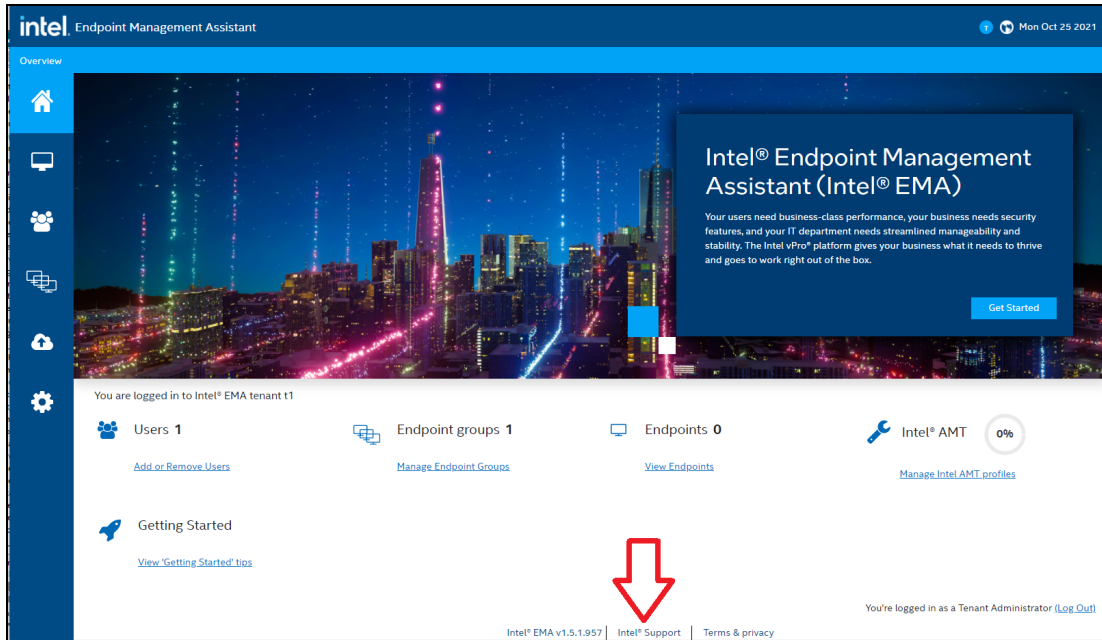 intel. Endpoint Management Assistant
T Mon Oct 25 2021
Overview
Intel® Endpoint Management
Assistant (Intel® EMA)
Your users need business-class performance, your business needs security
features, and your IT department needs streamlined manageability and
stability. The Intel vPro® platform gives your business what it needs to thrive
and goes to work right out of the box.
Get Started
You are logged in to Intel® EMA tenant t1
Users 1
Add or Remove Users
Endpoint groups 1
Manage Endpoint Groups
Endpoints 0
View Endpoints
Intel® AMT 0%
Manage Intel AMT profiles
Getting Started
View 'Getting Started' tips
You're logged in as a Tenant Administrator (Log Out)
Intel® EMA v1.5.1.957 | Intel® Support | Terms & privacy